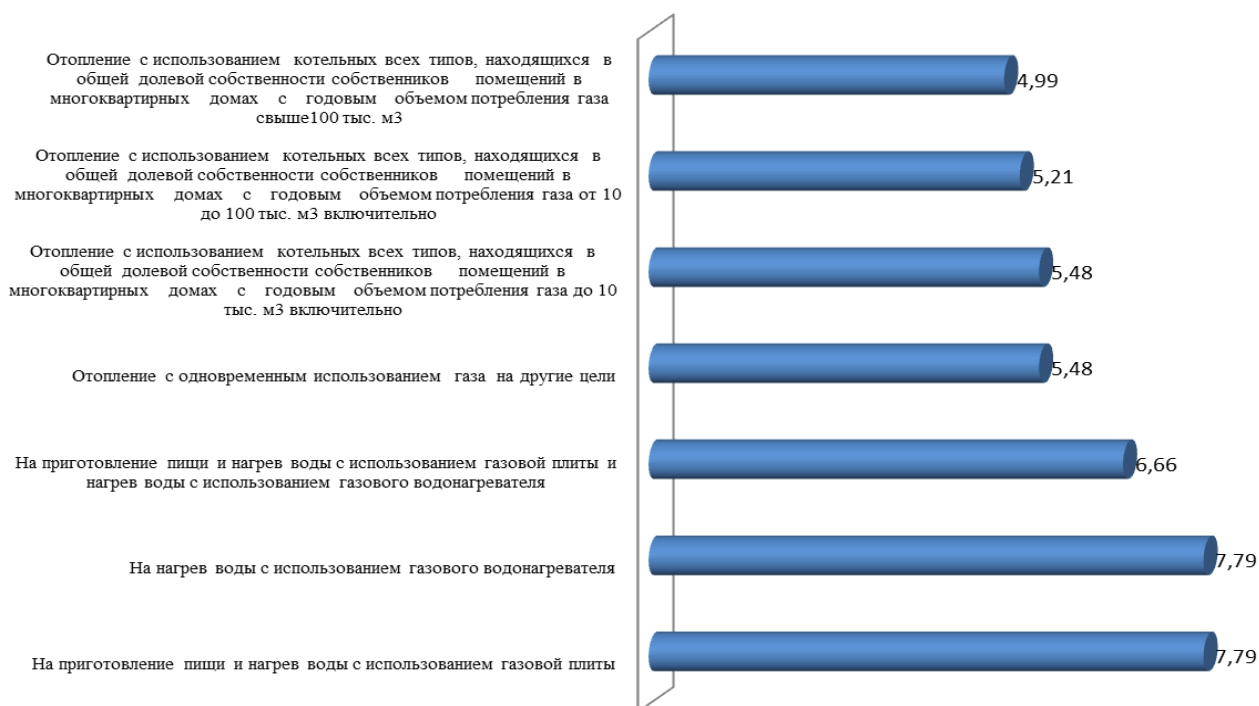 Отопление с использованием котельных всех типов, находящихся в
общей долевой собственности собственников помещений в
многоквартирных домах с годовым объемом потребления газа
свыше100 тыс. м3
4,99
Отопление с использованием котельных всех типов, находящихся в
общей долевой собственности собственников помещений в
многоквартирных домах с годовым объемом потребления газа от 10
до 100 тыс. м3 включительно
5,21
Отопление с использованием котельных всех типов, находящихся в
общей долевой собственности собственников помещений в
многоквартирных домах с годовым объемом потребления газа до 10
тыс. м3 включительно
5,48
Отопление с одновременным использованием газа на другие цели
5,48
На приготовление пищи и нагрев воды с использованием газовой плиты и
нагрев воды с использованием газового водонагревателя
6,66
На нагрев воды с использованием газового водонагревателя
7,79
На приготовление пищи и нагрев воды с использованием газовой плиты
7,79